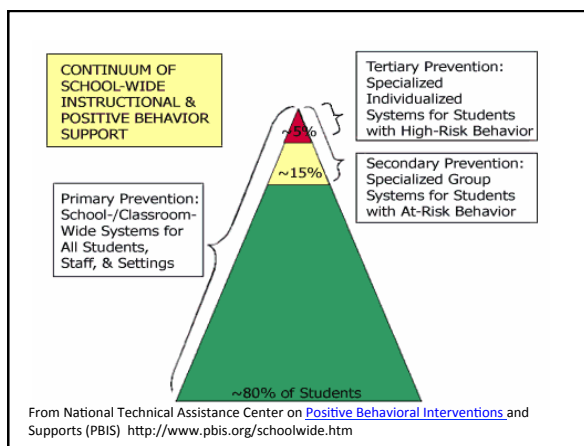 CONTINUUM OF
SCHOOL-WIDE
INSTRUCTIONAL &
POSITIVE BEHAVIOR
SUPPORT
Tertiary Prevention:
Specialized
Individualized
Systems for Students
with High-Risk Behavior
~5%
Secondary Prevention:
Specialized Group
Systems for Students
with At-Risk Behavior
~15%
Primary Prevention:
School-/Classroom-
Wide Systems for
All Students,
Staff, & Settings
~80% of Students
From National Technical Assistance Center on Positive Behavioral Interventions and
Supports (PBIS) http://www.pbis.org/schoolwide.htm